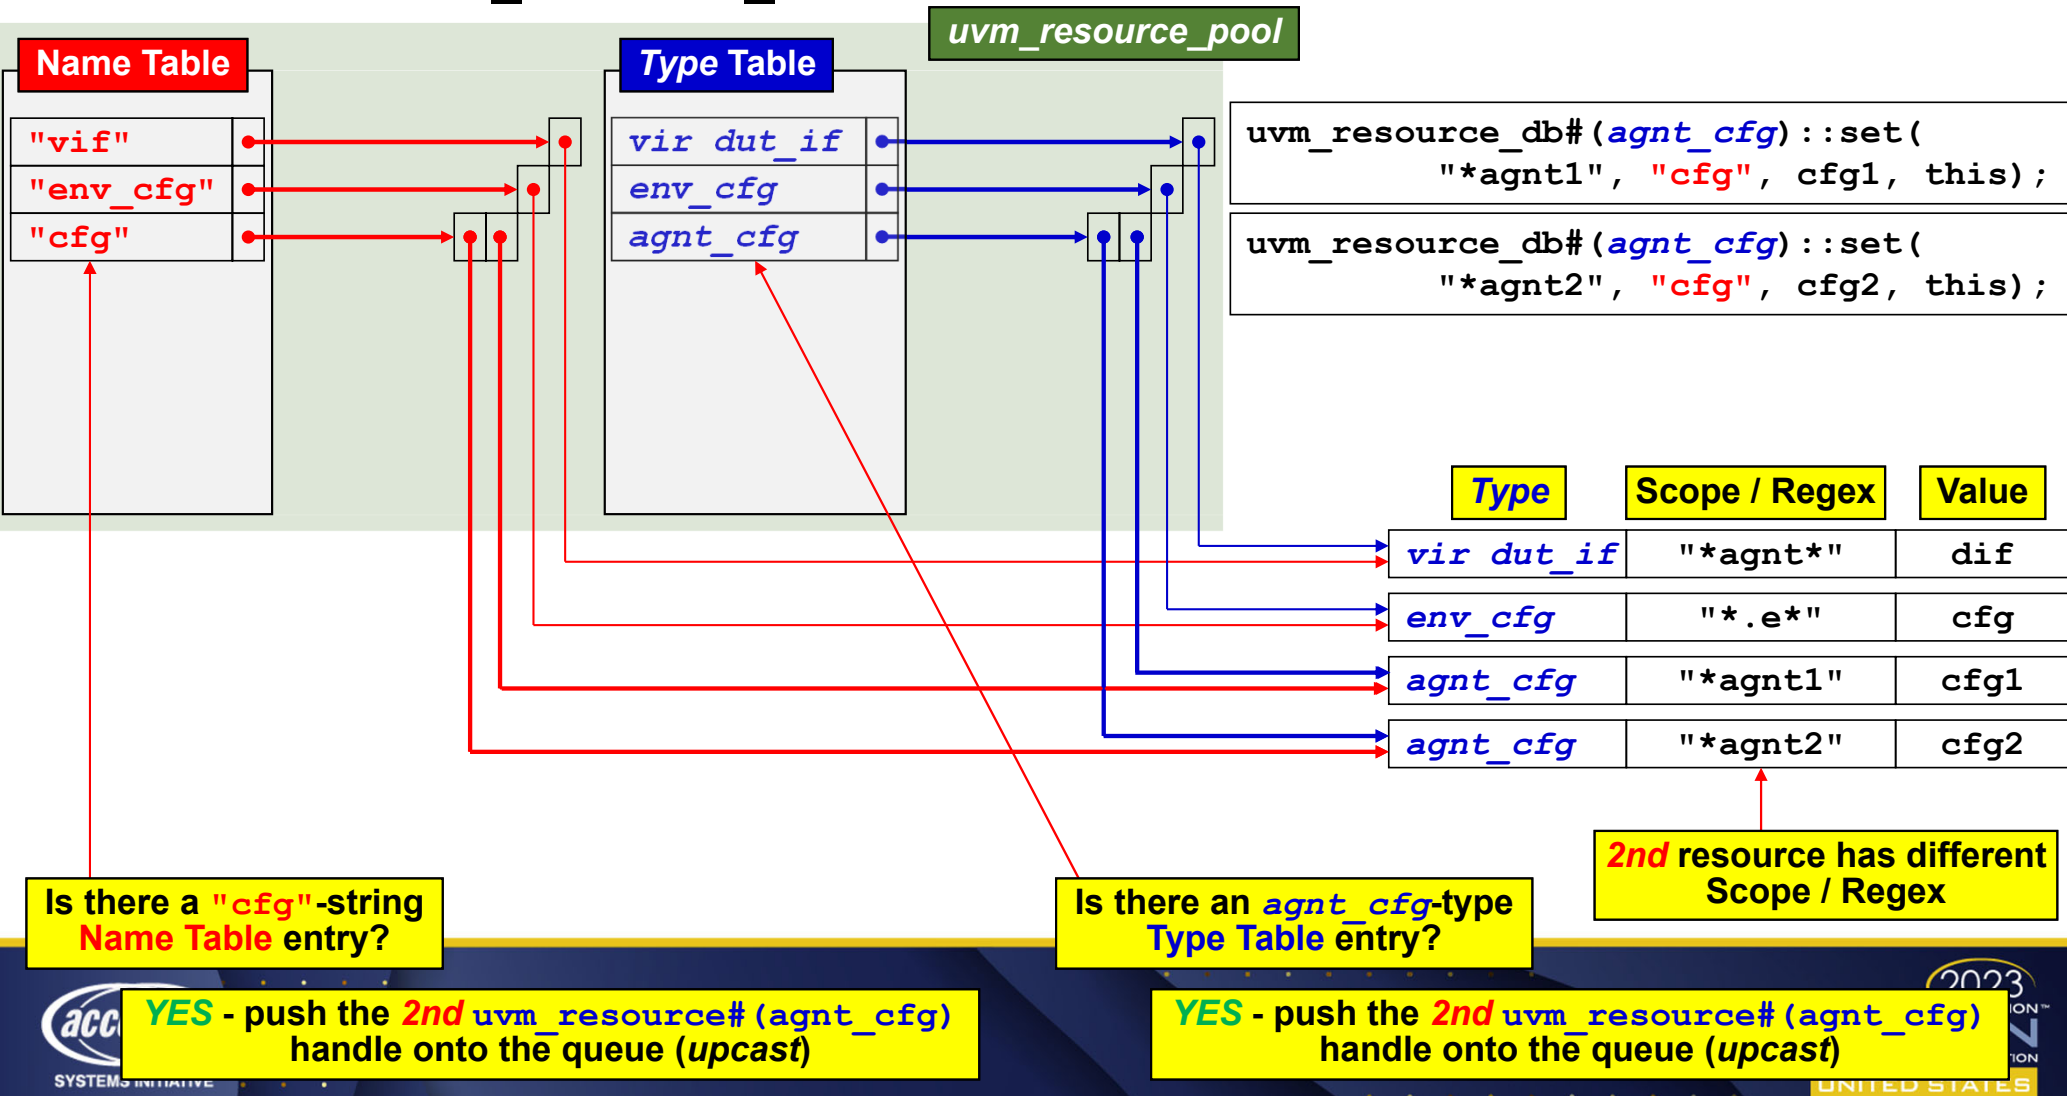 uvm_resource_pool
Name Table
Type Table
"vif"
"env_cfg"
"cfg"
vir dut_if
env_cfg
agnt_cfg
uvm_resource_db#(agnt_cfg)::set(
"*agnt1", "cfg", cfg1, this);
uvm_resource_db#(agnt_cfg)::set(
"*agnt2", "cfg", cfg2, this);
Type Scope / Regex Value
vir dut_if "*agnt*" dif
env_cfg "*.e*" cfg
agnt_cfg "*agnt1" cfg1
agnt_cfg "*agnt2" cfg2
2nd resource has different
Scope / Regex
Is there a "cfg"-string
Name Table entry?
Is there an agnt_cfg-type
Type Table entry?
YES - push the 2nd uvm_resource#(agnt_cfg)
handle onto the queue (upcast)
YES - push the 2nd uvm_resource#(agnt_cfg)
handle onto the queue (upcast)
2023
UNITED STATES